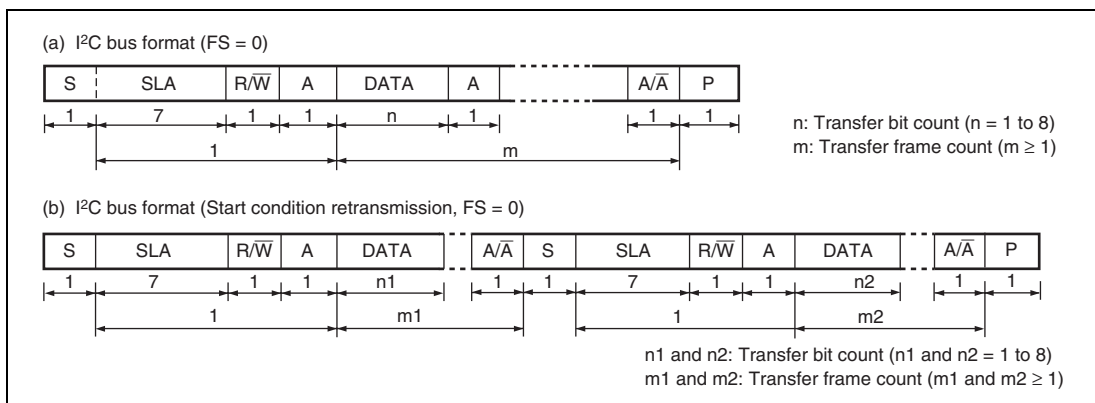 (a) I²C bus format (FS = 0)
S SLA R/W̅ A DATA A A/A̅ P
1 7 1 1 n 1 1 1
n: Transfer bit count (n = 1 to 8)
1 m
m: Transfer frame count (m ≥ 1)
(b) I²C bus format (Start condition retransmission, FS = 0)
S SLA R/W̅ A DATA A/A̅ S SLA R/W̅ A DATA A/A̅ P
1 7 1 1 n1 1 1 7 1 1 n2 1 1
1 m1 1 m2
n1 and n2: Transfer bit count (n1 and n2 = 1 to 8)
m1 and m2: Transfer frame count (m1 and m2 ≥ 1)